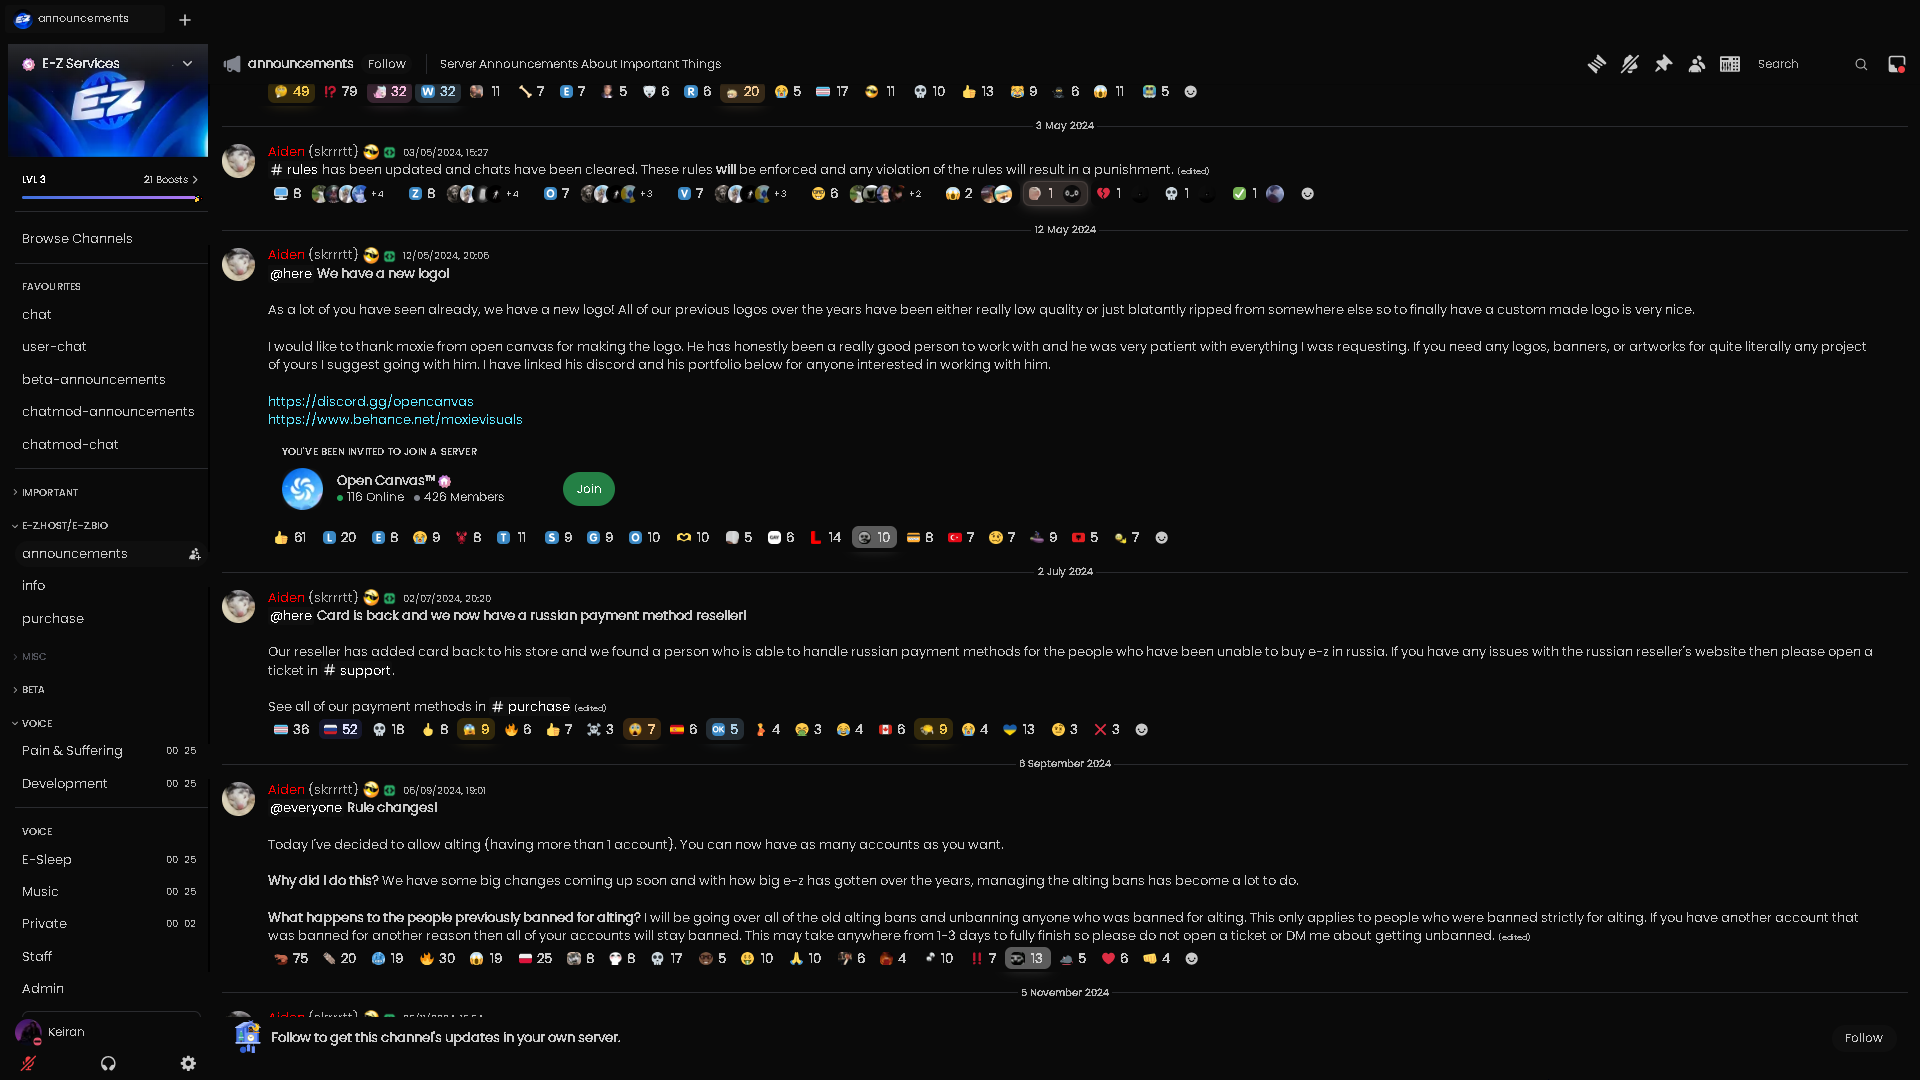 announcements
E-Z Services
E-Z
LVL 3 21 Boosts
Browse Channels
FAVOURITES
chat
user-chat
beta-announcements
chatmod-announcements
chatmod-chat
IMPORTANT
E-Z.HOST/E-Z.BIO
announcements
info
purchase
MISC
BETA
VOICE
Pain & Suffering 00 25
Development 00 25
VOICE
E-Sleep 00 25
Music 00 25
Private 00 02
Staff
Admin
Keiran
announcements Follow Server Announcements About Important Things Search
49 79 32 32 11 7 7 5 6 6 20 5 17 11 10 13 9 6 11 5
3 May 2024
Aiden {skrrrtt} 03/05/2024, 15:27
# rules has been updated and chats have been cleared. These rules will be enforced and any violation of the rules will result in a punishment. (edited)
8 +4 8 +4 7 +3 7 +3 6 +2 2 1 1 1 1
12 May 2024
Aiden {skrrrtt} 12/05/2024, 20:06
@here We have a new logo!
As a lot of you have seen already, we have a new logo! All of our previous logos over the years have been either really low quality or just blatantly ripped from somewhere else so to finally have a custom made logo is very nice.
I would like to thank moxie from open canvas for making the logo. He has honestly been a really good person to work with and he was very patient with everything I was requesting. If you need any logos, banners, or artworks for quite literally any project
of yours I suggest going with him. I have linked his discord and his portfolio below for anyone interested in working with him.
https://discord.gg/opencanvas
https://www.behance.net/moxievisuals
YOU'VE BEEN INVITED TO JOIN A SERVER
Open Canvas™
116 Online 426 Members
Join
61 20 8 9 8 11 9 9 10 10 5 6 14 10 8 7 7 9 5 7
2 July 2024
Aiden {skrrrtt} 02/07/2024, 20:20
@here Card is back and we now have a russian payment method reseller!
Our reseller has added card back to his store and we found a person who is able to handle russian payment methods for the people who have been unable to buy e-z in russia. If you have any issues with the russian reseller's website then please open a
ticket in # support.
See all of our payment methods in # purchase (edited)
36 52 18 8 9 6 7 3 7 6 5 4 3 4 6 9 4 13 3 3
6 September 2024
Aiden {skrrrtt} 06/09/2024, 19:01
@everyone Rule changes!
Today I've decided to allow alting {having more than 1 account}. You can now have as many accounts as you want.
Why did I do this? We have some big changes coming up soon and with how big e-z has gotten over the years, managing the alting bans has become a lot to do.
What happens to the people previously banned for alting? I will be going over all of the old alting bans and unbanning anyone who was banned for alting. This only applies to people who were banned strictly for alting. If you have another account that
was banned for another reason then all of your accounts will stay banned. This may take anywhere from 1-3 days to fully finish so please do not open a ticket or DM me about getting unbanned. (edited)
75 20 19 30 19 25 8 8 17 5 10 10 6 4 10 7 13 5 6 4
5 November 2024
Aiden {skrrrtt}
Follow to get this channel's updates in your own server. Follow